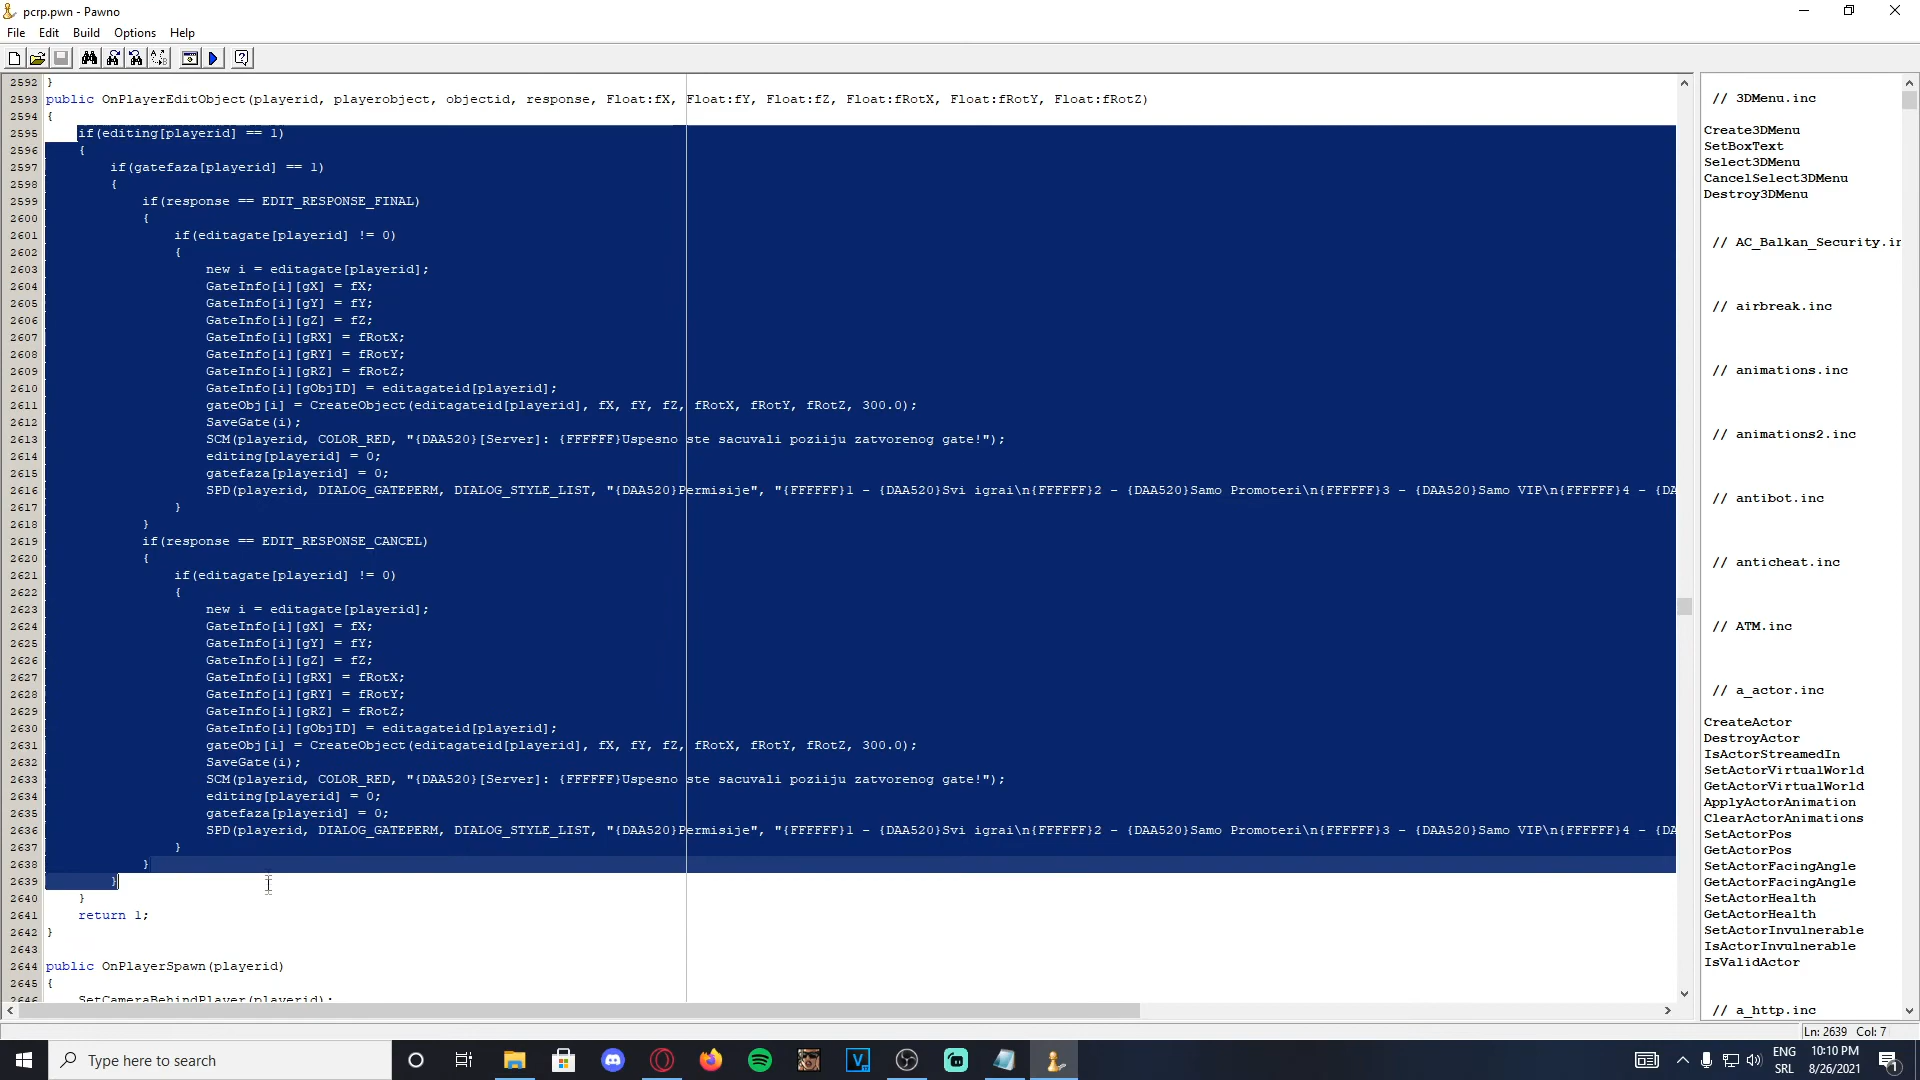 pcrp.pwn - Pawno
File Edit Build Options Help
2592 }
2593 public OnPlayerEditObject(playerid, playerobject, objectid, response, Float:fX, Float:fY, Float:fZ, Float:fRotX, Float:fRotY, Float:fRotZ)
2594 {
2595 if(editing[playerid] == 1)
2596 {
2597 if(gatefaza[playerid] == 1)
2598 {
2599 if(response == EDIT_RESPONSE_FINAL)
2600 {
2601 if(editagate[playerid] != 0)
2602 {
2603 new i = editagate[playerid];
2604 GateInfo[i][gX] = fX;
2605 GateInfo[i][gY] = fY;
2606 GateInfo[i][gZ] = fZ;
2607 GateInfo[i][gRX] = fRotX;
2608 GateInfo[i][gRY] = fRotY;
2609 GateInfo[i][gRZ] = fRotZ;
2610 GateInfo[i][gObjID] = editagateid[playerid];
2611 gateObj[i] = CreateObject(editagateid[playerid], fX, fY, fZ, fRotX, fRotY, fRotZ, 300.0);
2612 SaveGate(i);
2613 SCM(playerid, COLOR_RED, "{DAA520}[Server]: {FFFFFF}Uspesno ste sacuvali poziiju zatvorenog gate!");
2614 editing[playerid] = 0;
2615 gatefaza[playerid] = 0;
2616 SPD(playerid, DIALOG_GATEPERM, DIALOG_STYLE_LIST, "{DAA520}Permisije", "{FFFFFF}1 - {DAA520}Svi igrai\n{FFFFFF}2 - {DAA520}Samo Promoteri\n{FFFFFF}3 - {DAA520}Samo VIP\n{FFFFFF}4 - {DA
2617 }
2618 }
2619 if(response == EDIT_RESPONSE_CANCEL)
2620 {
2621 if(editagate[playerid] != 0)
2622 {
2623 new i = editagate[playerid];
2624 GateInfo[i][gX] = fX;
2625 GateInfo[i][gY] = fY;
2626 GateInfo[i][gZ] = fZ;
2627 GateInfo[i][gRX] = fRotX;
2628 GateInfo[i][gRY] = fRotY;
2629 GateInfo[i][gRZ] = fRotZ;
2630 GateInfo[i][gObjID] = editagateid[playerid];
2631 gateObj[i] = CreateObject(editagateid[playerid], fX, fY, fZ, fRotX, fRotY, fRotZ, 300.0);
2632 SaveGate(i);
2633 SCM(playerid, COLOR_RED, "{DAA520}[Server]: {FFFFFF}Uspesno ste sacuvali poziiju zatvorenog gate!");
2634 editing[playerid] = 0;
2635 gatefaza[playerid] = 0;
2636 SPD(playerid, DIALOG_GATEPERM, DIALOG_STYLE_LIST, "{DAA520}Permisije", "{FFFFFF}1 - {DAA520}Svi igrai\n{FFFFFF}2 - {DAA520}Samo Promoteri\n{FFFFFF}3 - {DAA520}Samo VIP\n{FFFFFF}4 - {DA
2637 }
2638 }
2639 }
2640 }
2641 return 1;
2642 }
2643
2644 public OnPlayerSpawn(playerid)
2645 {
2646 SetCameraBehindPlayer(playerid);
// 3DMenu.inc
Create3DMenu
SetBoxText
Select3DMenu
CancelSelect3DMenu
Destroy3DMenu
// AC_Balkan_Security.in
// airbreak.inc
// animations.inc
// animations2.inc
// antibot.inc
// anticheat.inc
// ATM.inc
// a_actor.inc
CreateActor
DestroyActor
IsActorStreamedIn
SetActorVirtualWorld
GetActorVirtualWorld
ApplyActorAnimation
ClearActorAnimations
SetActorPos
GetActorPos
SetActorFacingAngle
GetActorFacingAngle
SetActorHealth
GetActorHealth
SetActorInvulnerable
IsActorInvulnerable
IsValidActor
// a_http.inc
Ln: 2639 Col: 7
Type here to search
ENG
SRL
10:10 PM
8/26/2021
1